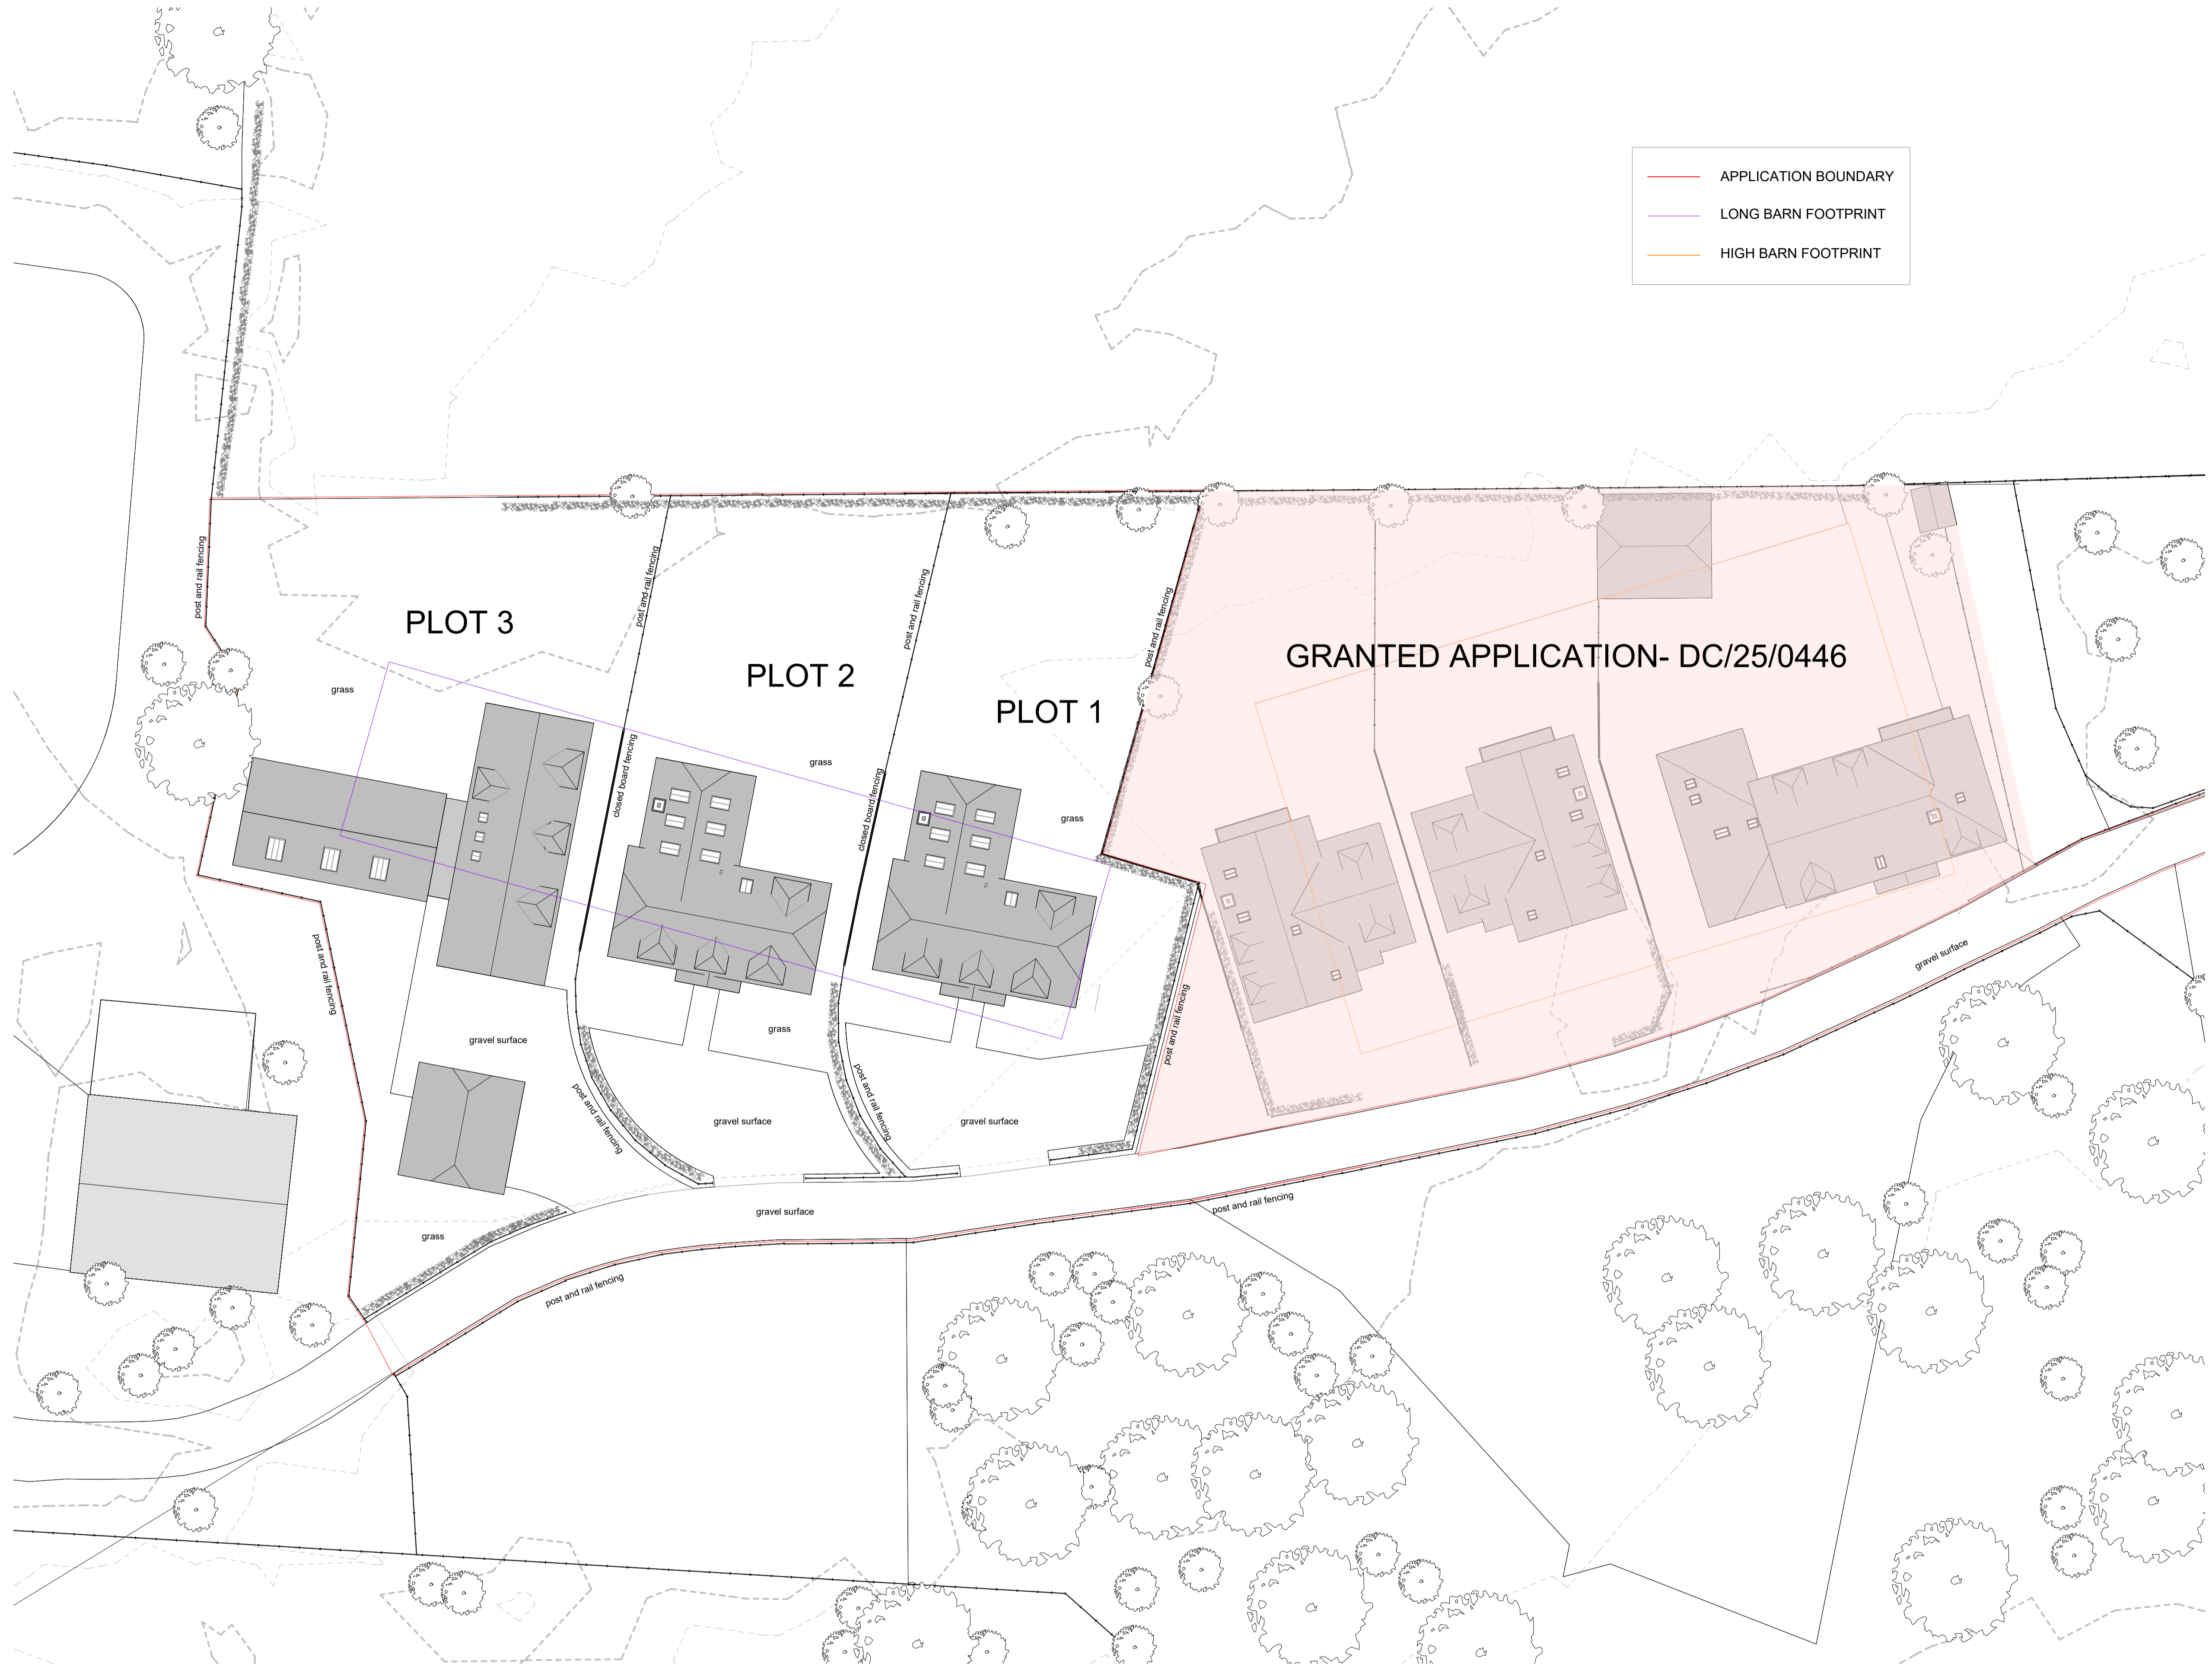 APPLICATION BOUNDARY
LONG BARN FOOTPRINT
HIGH BARN FOOTPRINT
post and rail fencing
post and rail fencing
post and rail fencing
post and rail fencing
PLOT 3
PLOT 2
PLOT 1
GRANTED APPLICATION- DC/25/0446
grass
grass
grass
closed board fencing
closed board fencing
post and rail fencing
post and rail fencing
gravel surface
grass
gravel surface
post and rail fencing
post and rail fencing
gravel surface
gravel surface
gravel surface
post and rail fencing
grass
post and rail fencing